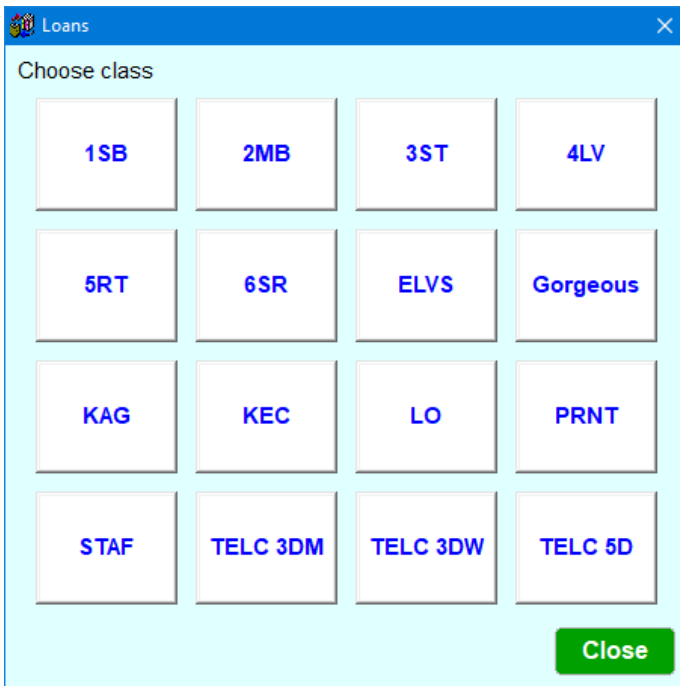 Loans
Choose class
1SB 2MB 3ST 4LV
5RT 6SR ELVS Gorgeous
KAG KEC LO PRNT
STAF TELC 3DM TELC 3DW TELC 5D
Close